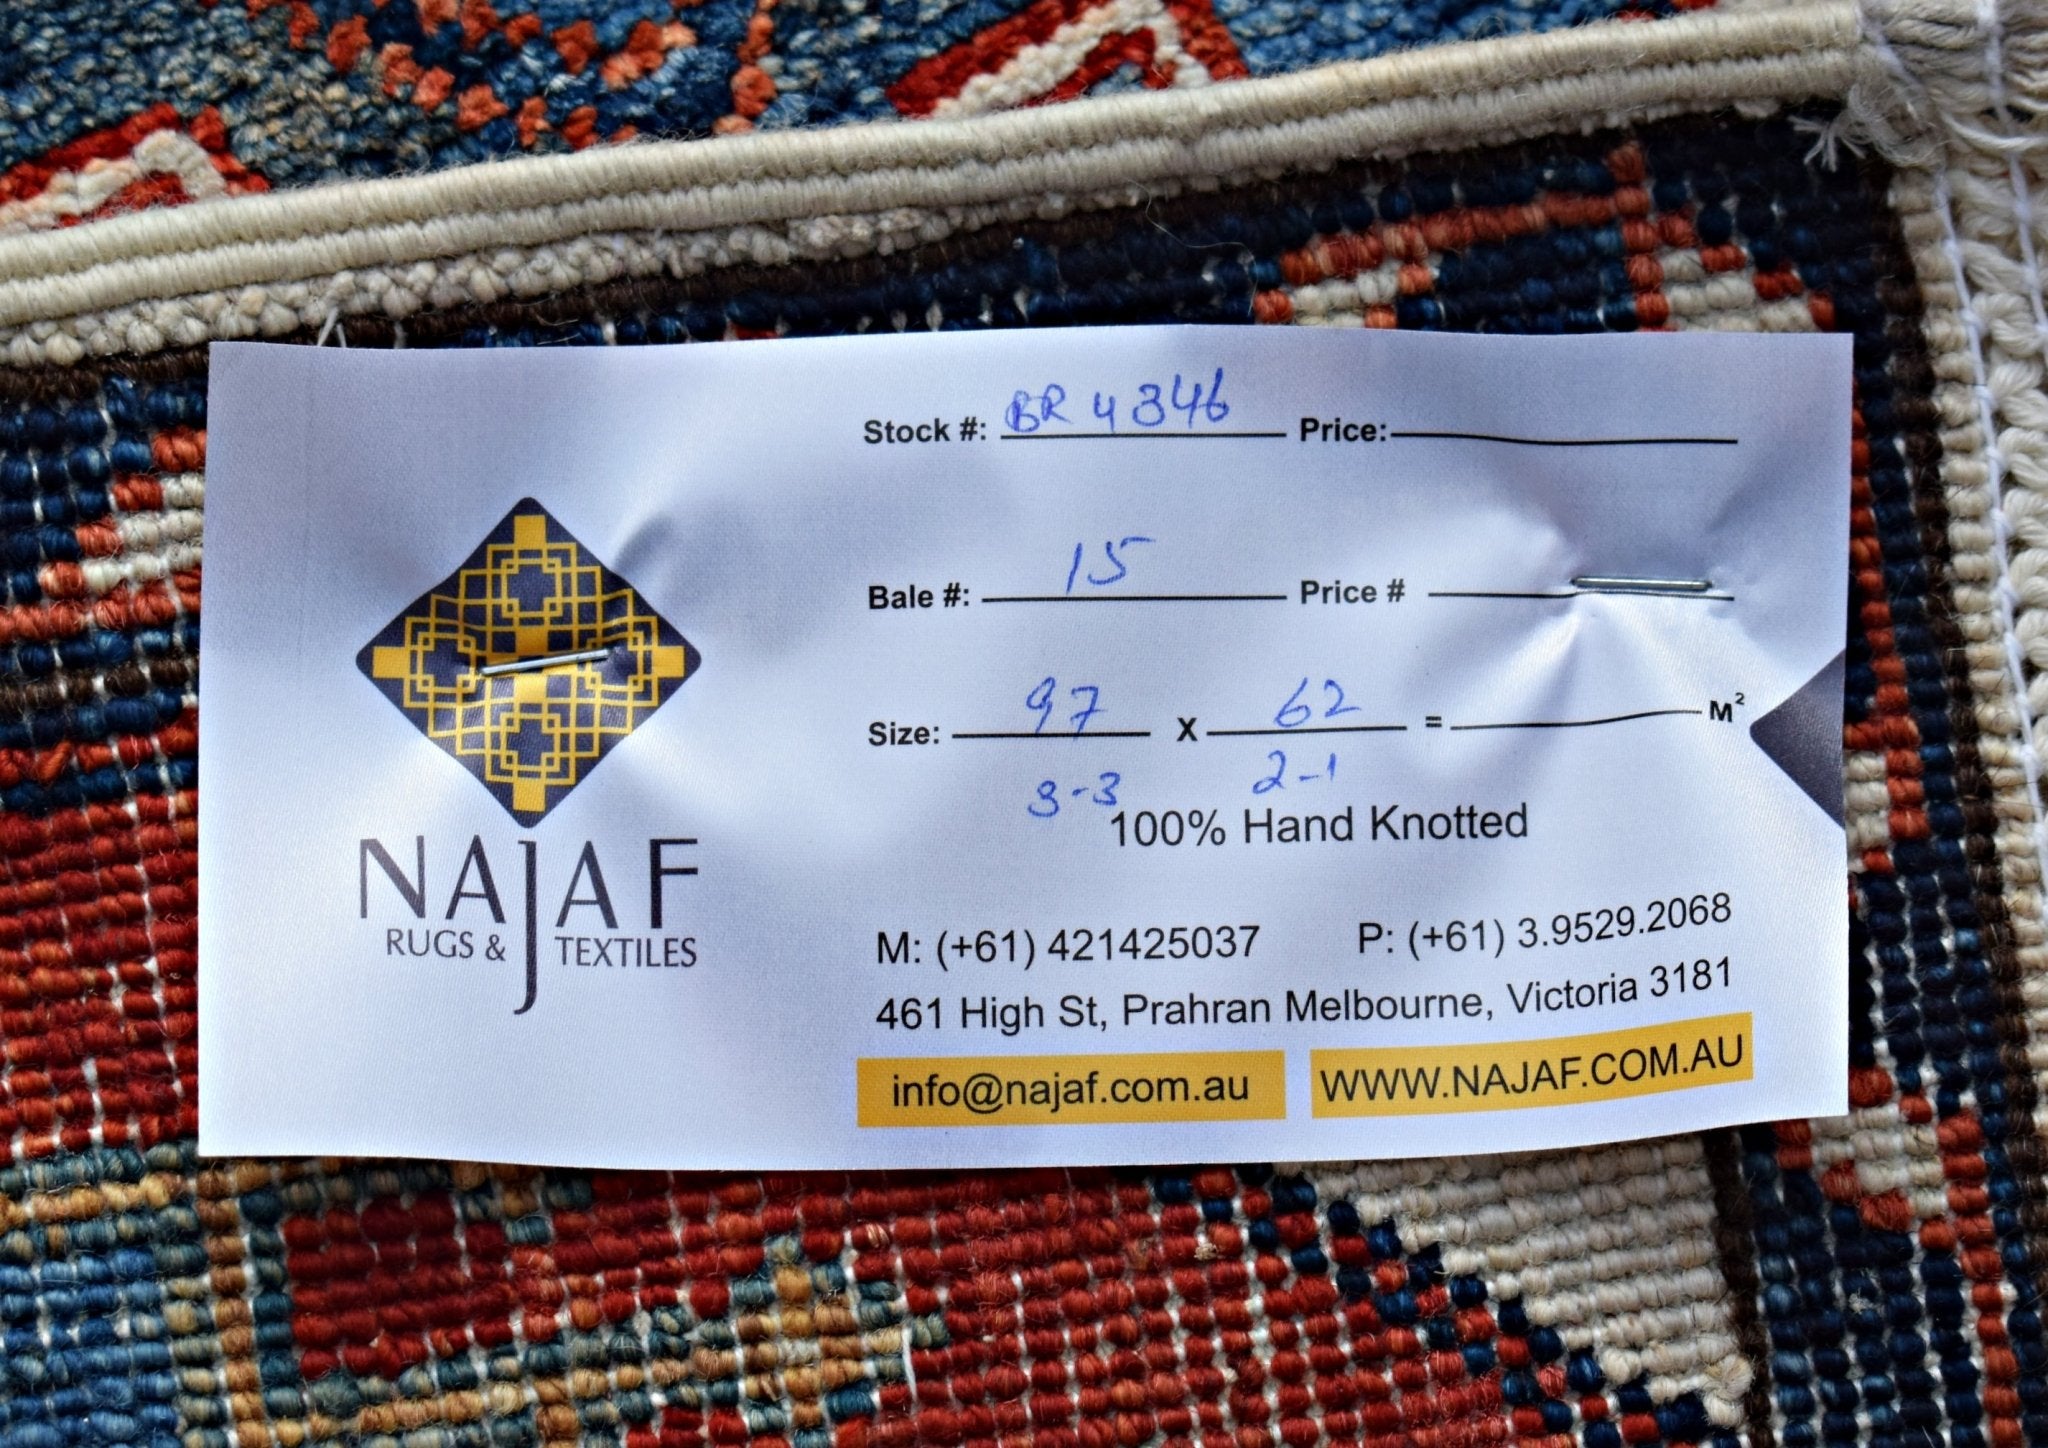 Stock #: BR 4346 Price:
Bale #: 15 Price #
Size: 97 X 62 = M²
3-3 2-1
100% Hand Knotted
NAJAF
RUGS & TEXTILES
M: (+61) 421425037 P: (+61) 3.9529.2068
461 High St, Prahran Melbourne, Victoria 3181
info@najaf.com.au WWW.NAJAF.COM.AU